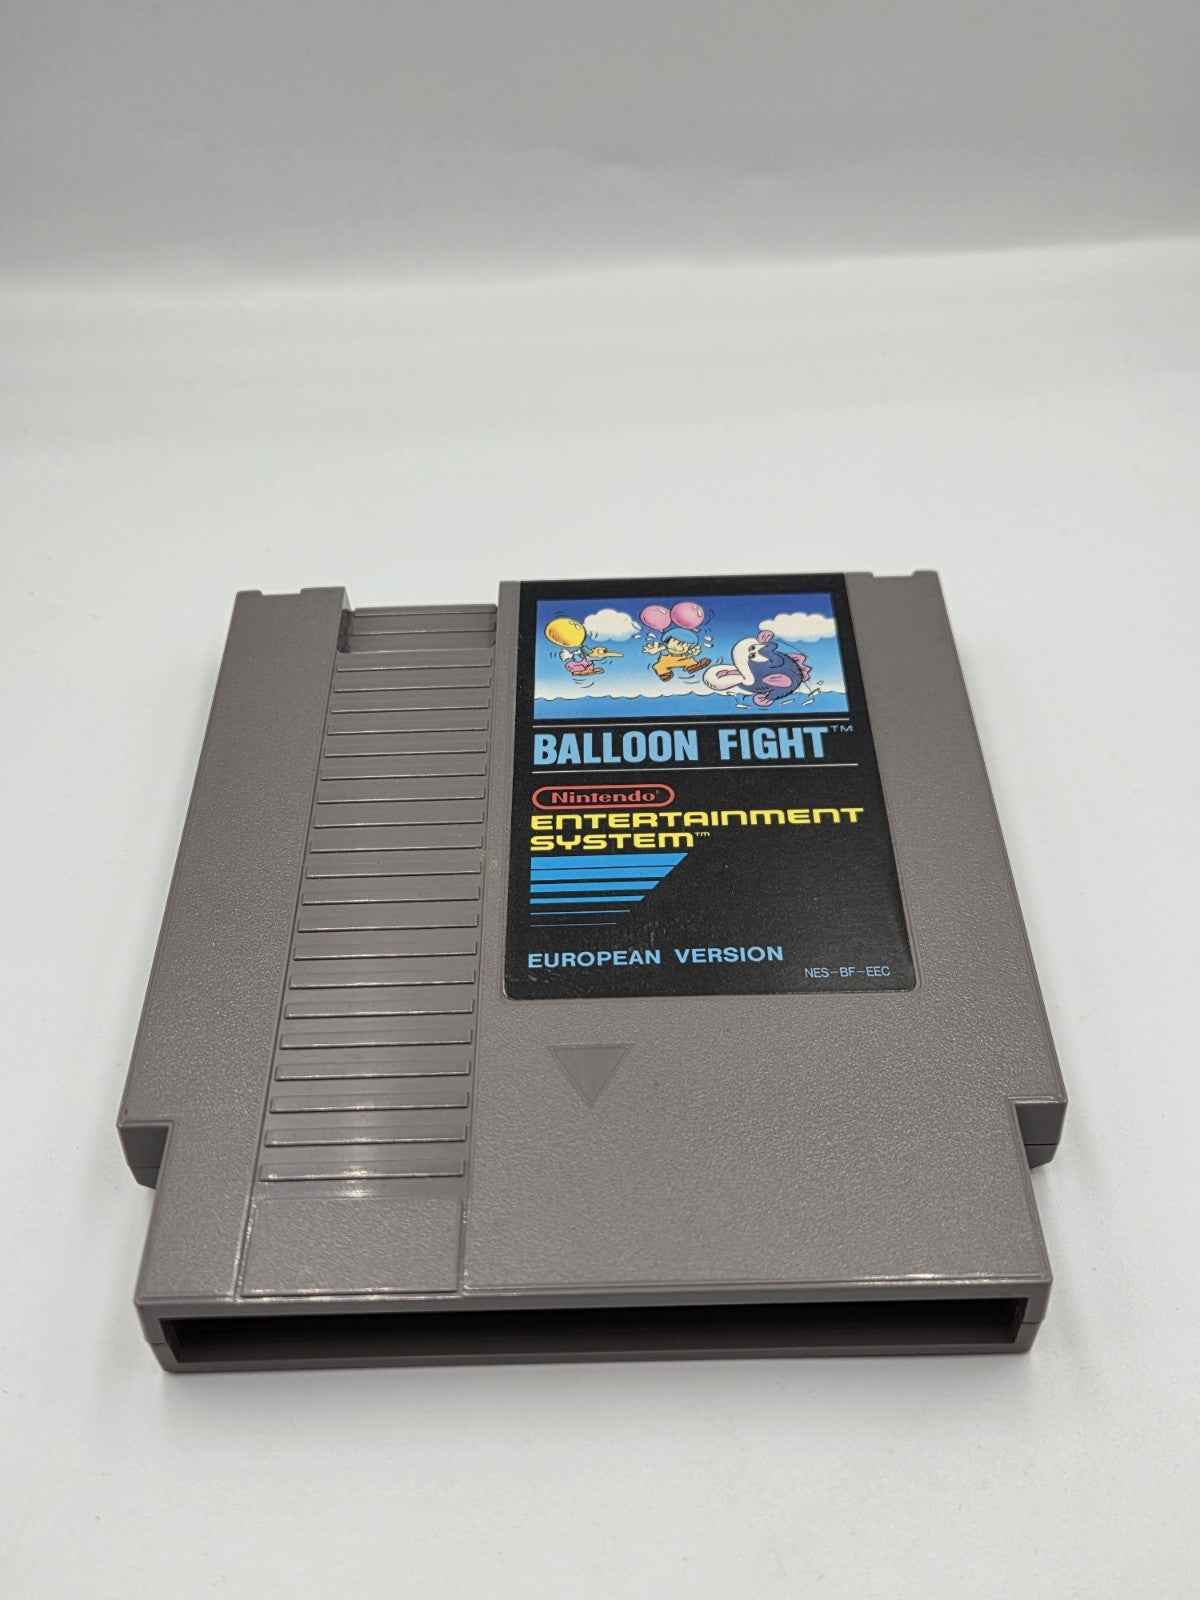 BALLOON FIGHT™
Nintendo®
ENTERTAINMENT
SYSTEM™
EUROPEAN VERSION
NES-BF-EEC